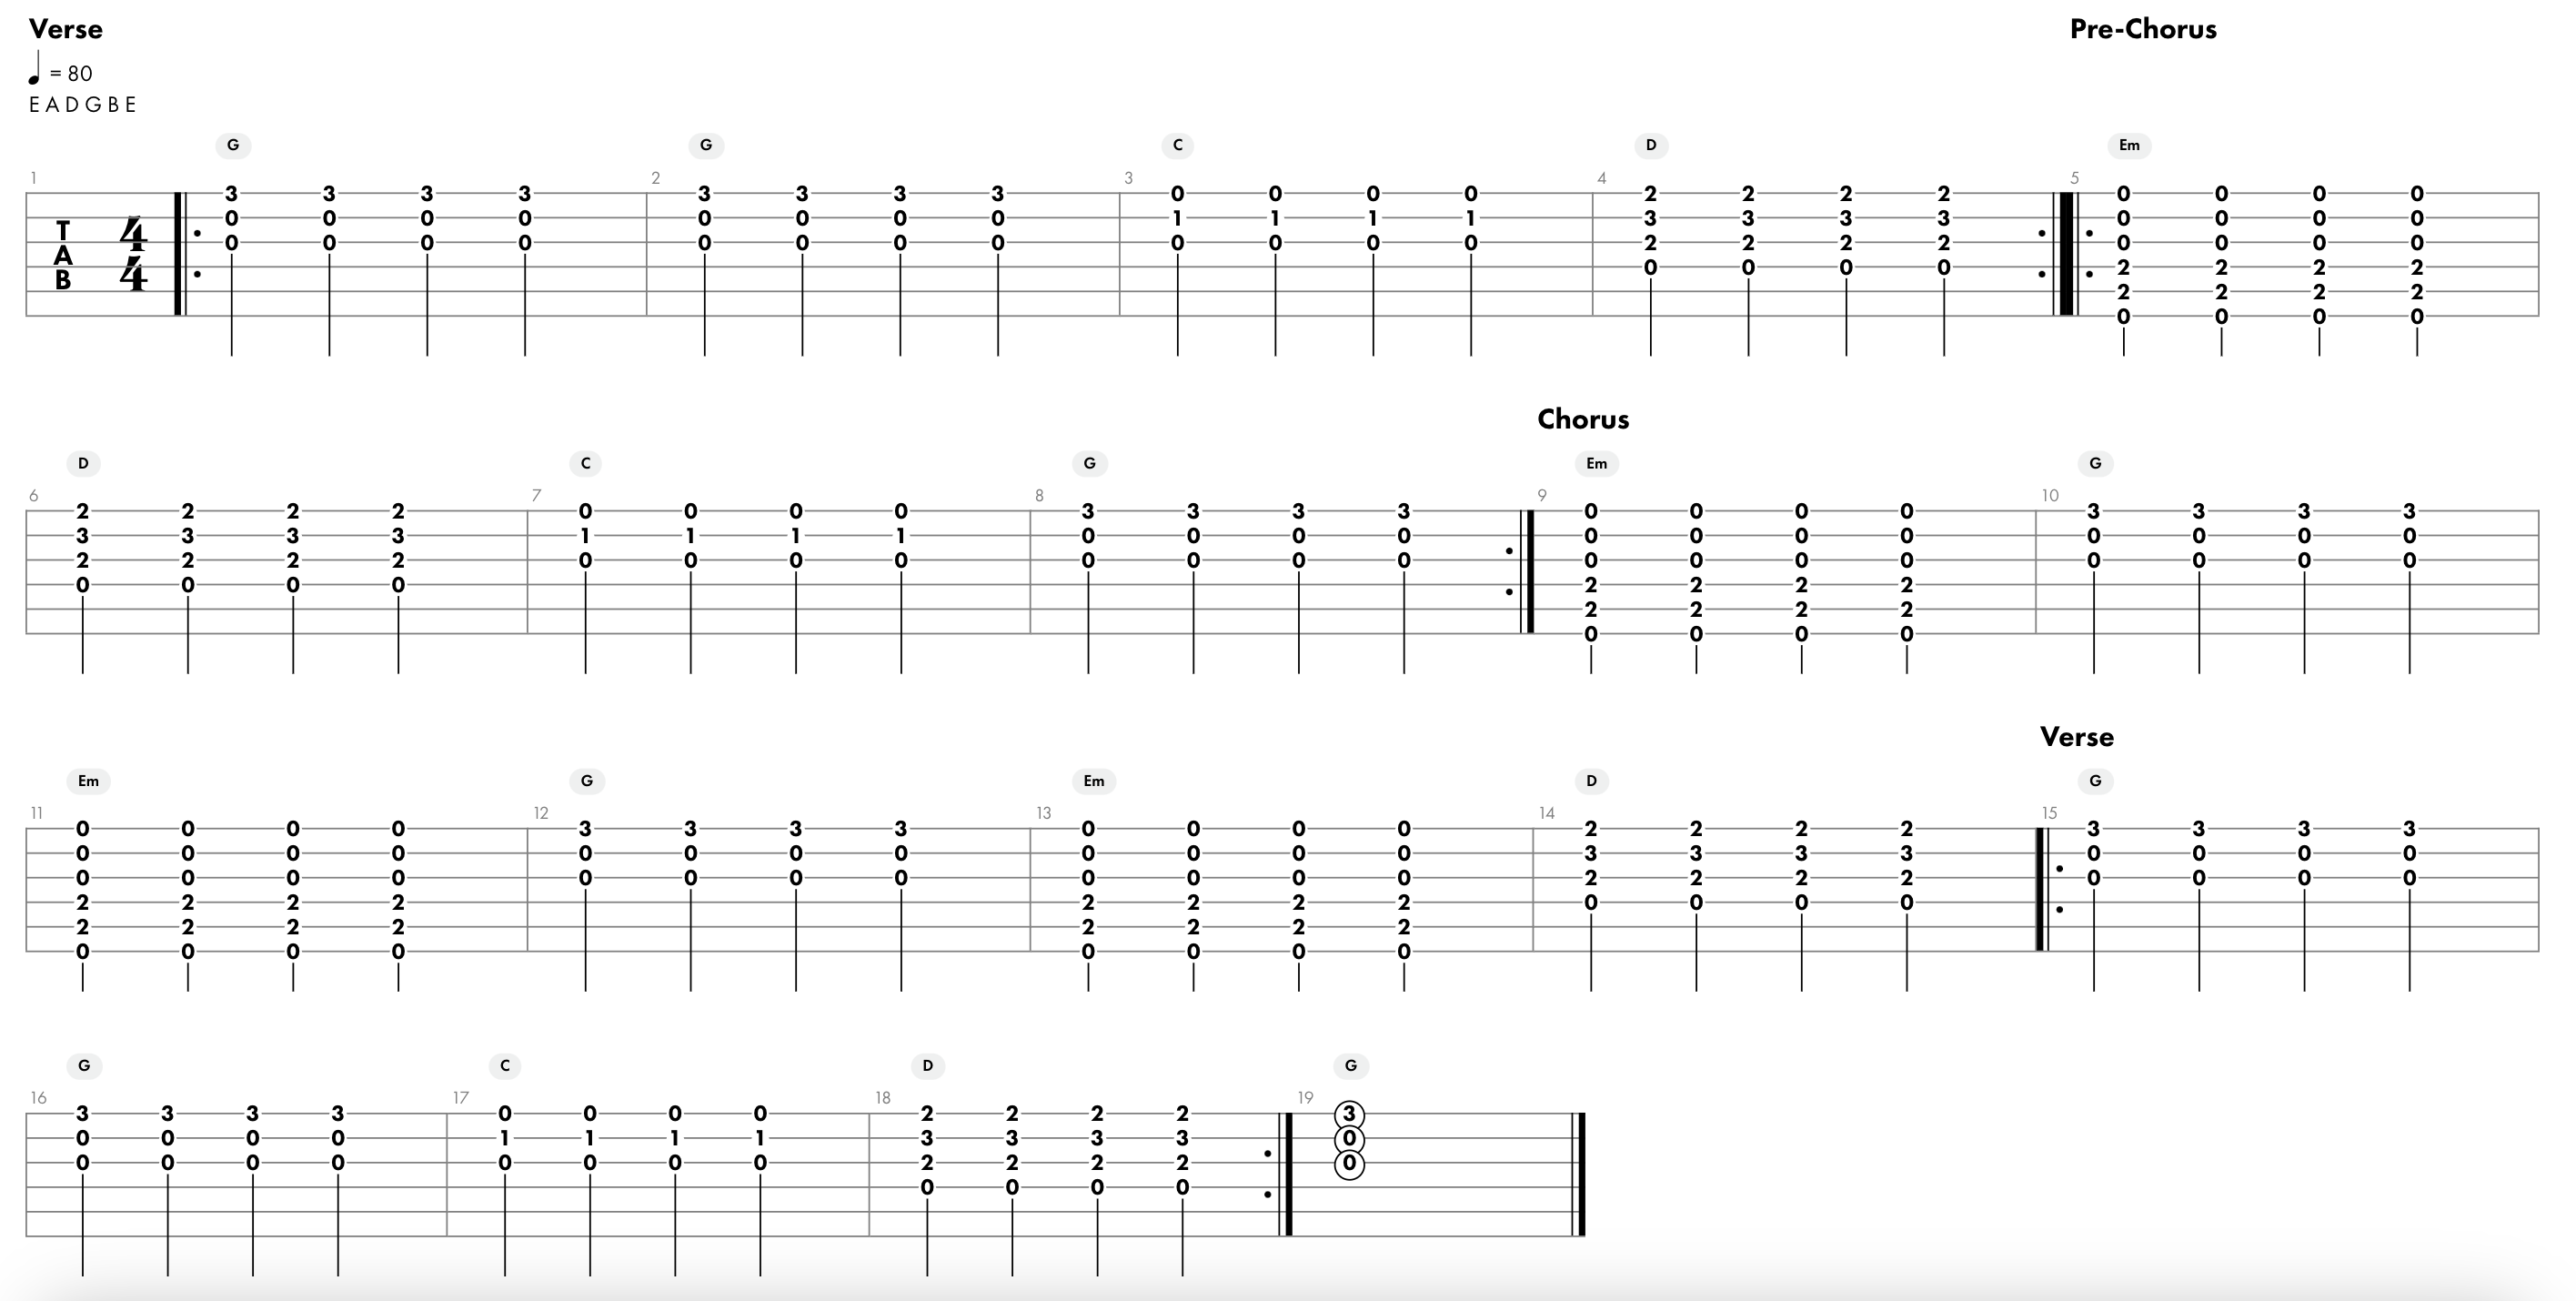 Verse Pre-Chorus
♩ = 80
E A D G B E
G G C D Em
1 2 3 4 5
3 3 3 3 3 3 3 3 0 0 0 0 2 2 2 2 0 0 0 0
0 0 0 0 0 0 0 0 1 1 1 1 3 3 3 3 0 0 0 0
T 4 0 0 0 0 0 0 0 0 0 0 0 0 2 2 2 2 0 0 0 0
A 0 0 0 0 2 2 2 2
B 4 2 2 2 2
0 0 0 0
Chorus
D C G Em G
6 7 8 9 10
2 2 2 2 0 0 0 0 3 3 3 3 0 0 0 0 3 3 3 3
3 3 3 3 1 1 1 1 0 0 0 0 0 0 0 0 0 0 0 0
2 2 2 2 0 0 0 0 0 0 0 0 0 0 0 0 0 0 0 0
0 0 0 0 2 2 2 2
2 2 2 2
0 0 0 0
Verse
Em G Em D G
11 12 13 14 15
0 0 0 0 3 3 3 3 0 0 0 0 2 2 2 2 3 3 3 3
0 0 0 0 0 0 0 0 0 0 0 0 3 3 3 3 0 0 0 0
0 0 0 0 0 0 0 0 0 0 0 0 2 2 2 2 0 0 0 0
2 2 2 2 2 2 2 2 0 0 0 0
2 2 2 2 2 2 2 2
0 0 0 0 0 0 0 0
G C D G
16 17 18 19
3 3 3 3 0 0 0 0 2 2 2 2 3
0 0 0 0 1 1 1 1 3 3 3 3 0
0 0 0 0 0 0 0 0 2 2 2 2 0
0 0 0 0